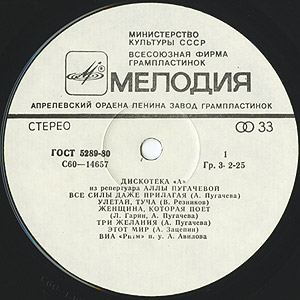 МИНИСТЕРСТВО
КУЛЬТУРЫ СССР
ВСЕСОЮЗНАЯ ФИРМА
ГРАМПЛАСТИНОК
МЕЛОДИЯ
АПРЕЛЕВСКИЙ ОРДЕНА ЛЕНИНА ЗАВОД ГРАМПЛАСТИНОК
СТЕРЕО
33
ГОСТ 5289-80
С60—14657
1
Гр. 3- 2-25
ДИСКОТЕКА «А»
из репертуара АЛЛЫ ПУГАЧЕВОЙ
ВСЕ СИЛЫ ДАЖЕ ПРИЛАГАЯ (А. Пугачева)
УЛЕТАЙ, ТУЧА (В. Резников)
ЖЕНЩИНА, КОТОРАЯ ПОЕТ
(Л. Гарин, А. Пугачева)
ТРИ ЖЕЛАНИЯ (А. Пугачева)
ЭТОТ МИР (А. Зацепин)
ВИА «Ритм» п. у. А. Авилова